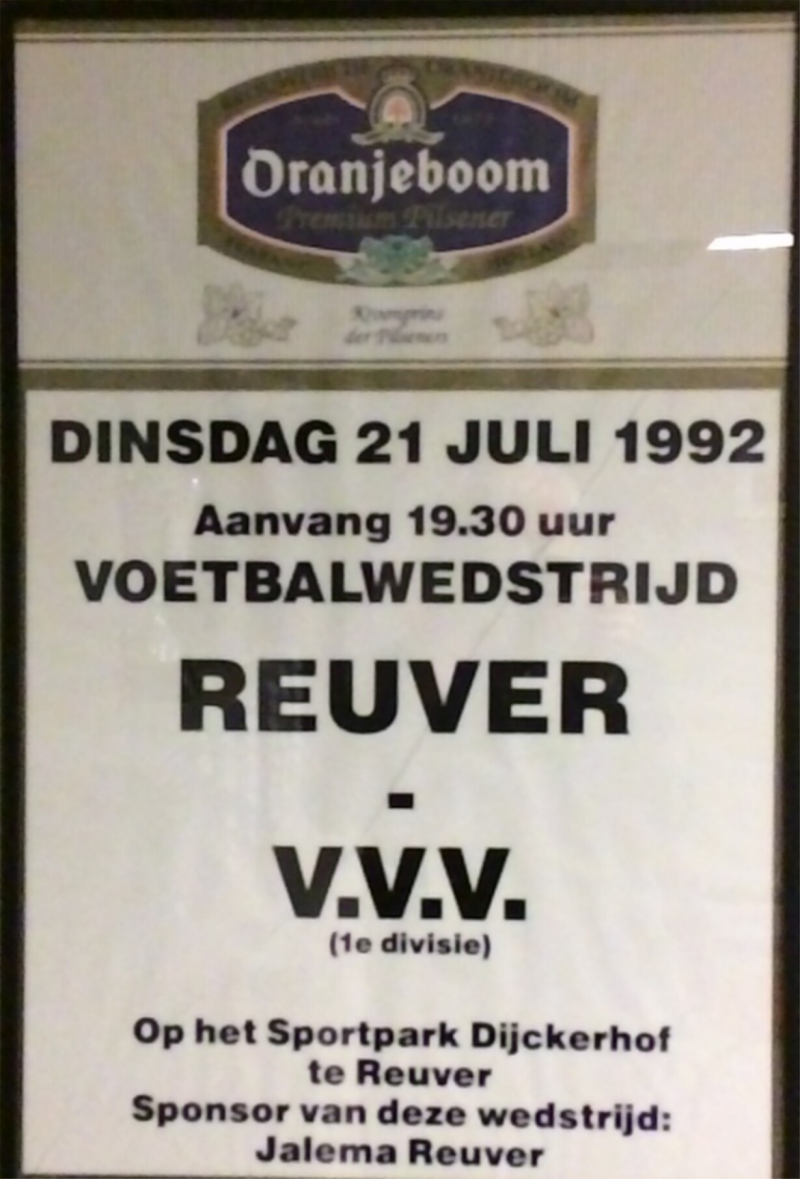 Oranjeboom
Premium Pilsener
Kroonprins
der Pilseners
DINSDAG 21 JULI 1992
Aanvang 19.30 uur
VOETBALWEDSTRIJD
REUVER
-
V.V.V.
(1e divisie)
Op het Sportpark Dijckerhof
te Reuver
Sponsor van deze wedstrijd:
Jalema Reuver